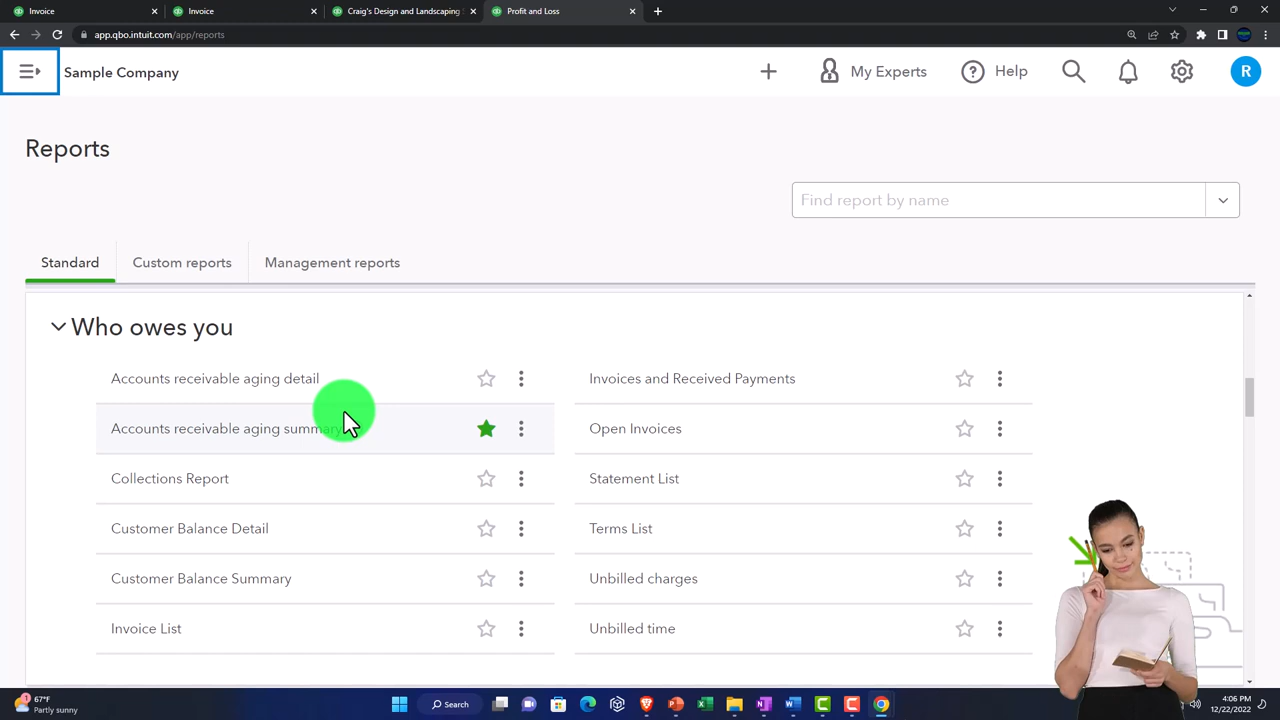 Invoice
Invoice
Craig's Design and Landscaping S
Profit and Loss
app.qbo.intuit.com/app/reports
Sample Company
My Experts
Help
R
Reports
Find report by name
Standard
Custom reports
Management reports
Who owes you
Accounts receivable aging detail
Invoices and Received Payments
Accounts receivable aging summary
Open Invoices
Collections Report
Statement List
Customer Balance Detail
Terms List
Customer Balance Summary
Unbilled charges
Invoice List
Unbilled time
1
67°F
Partly sunny
Search
4:06 PM
12/22/2022